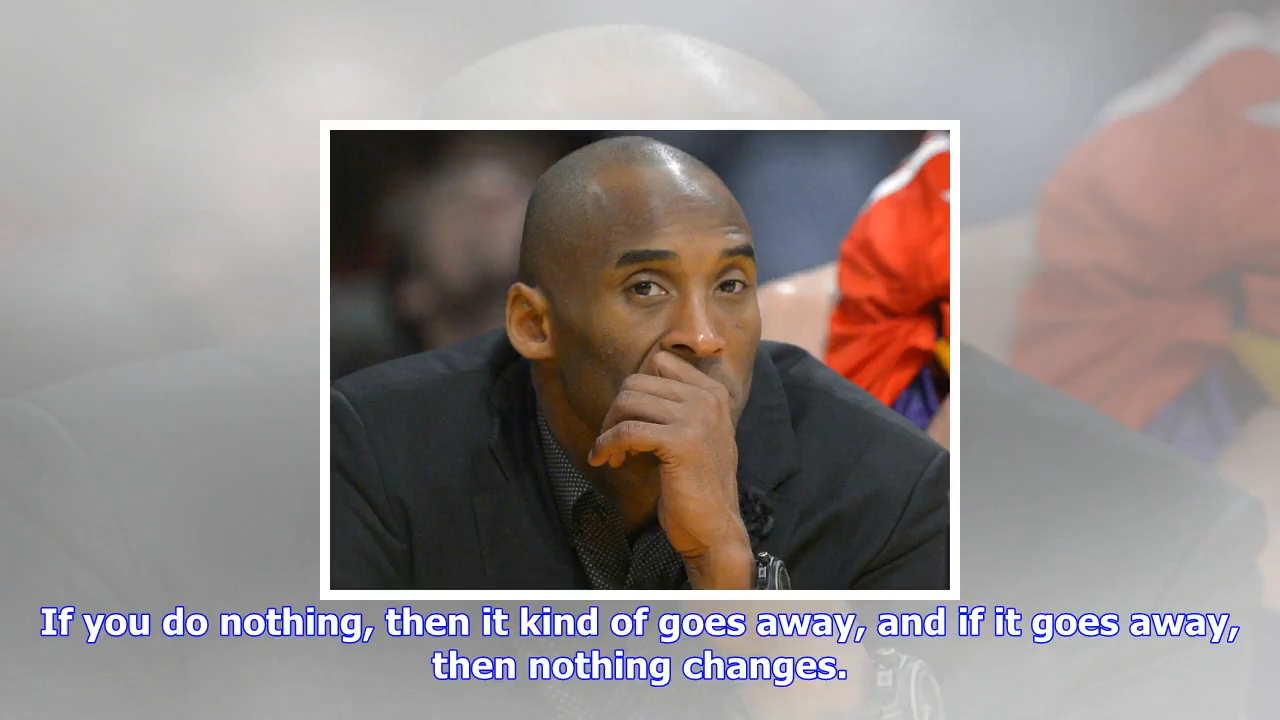 If you do nothing, then it kind of goes away, and if it goes away,
then nothing changes.